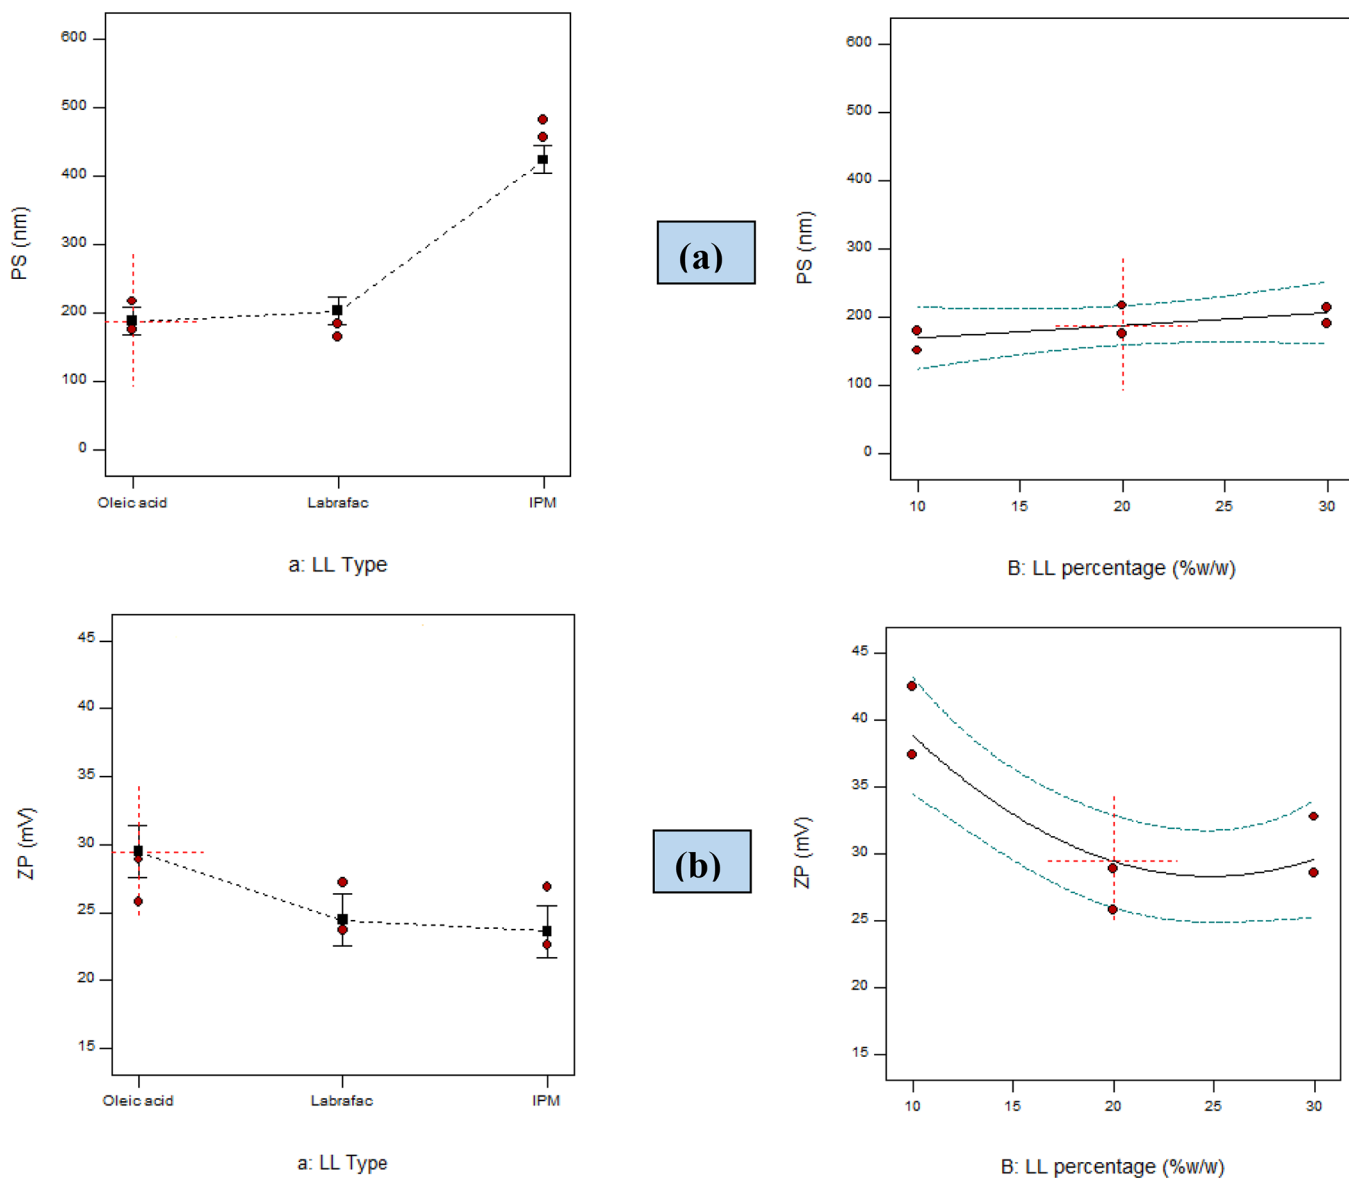 600
500
400
300
200
100
0
PS (nm)
Oleic acid Labrafac IPM
a: LL Type
(a)
600
500
400
300
200
100
0
PS (nm)
10 15 20 25 30
B: LL percentage (%w/w)
45
40
35
30
25
20
15
ZP (mV)
Oleic acid Labrafac IPM
a: LL Type
(b)
45
40
35
30
25
20
15
ZP (mV)
10 15 20 25 30
B: LL percentage (%w/w)